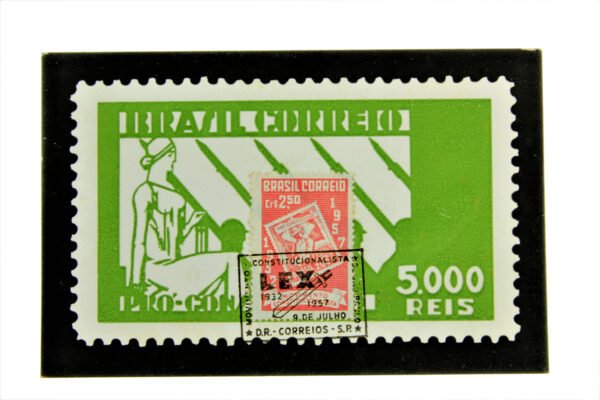 BRASIL CORREIO
BRASIL CORREIO
Cr$2,50
1957
CONSTITUCIONALISTA
MOVIMENTO
LEX
1932
1957
9 DE JULHO
D.R.-CORREIOS-S.P.
5.000
REIS